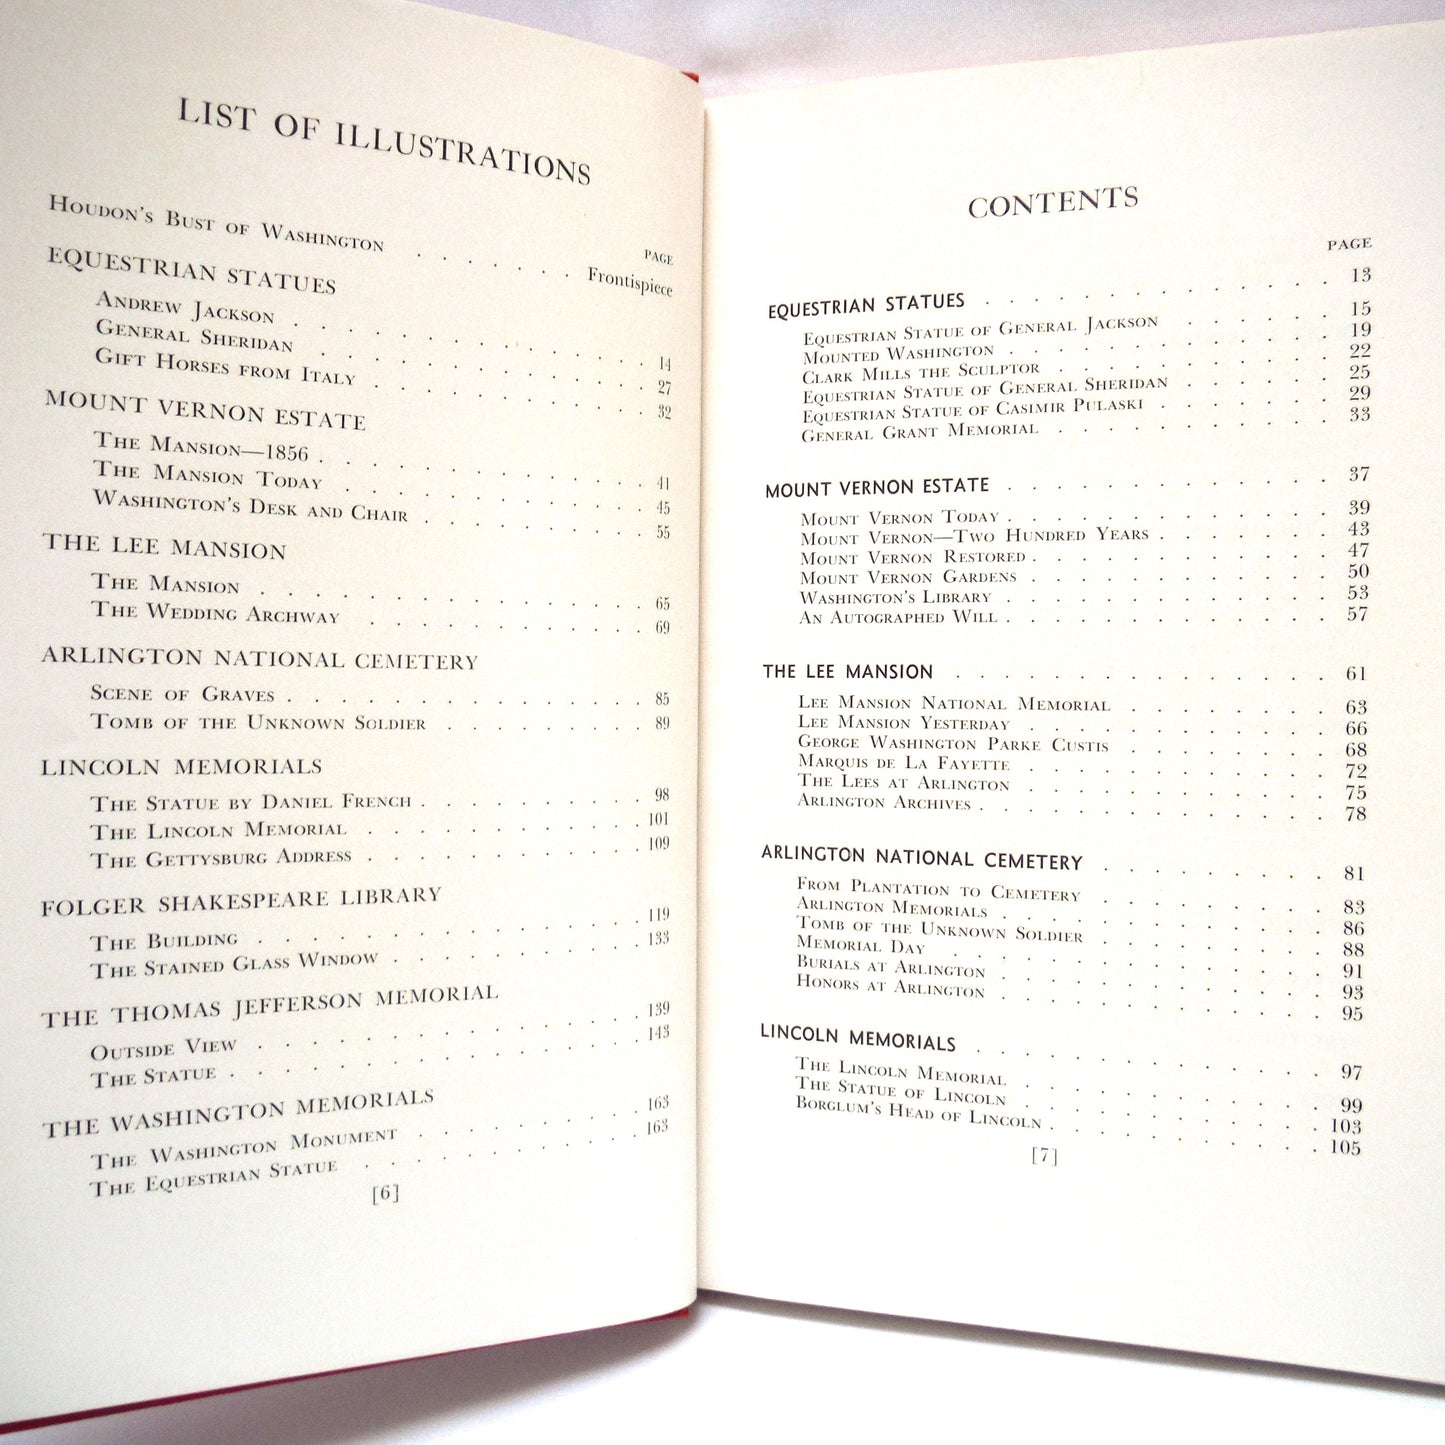 LIST OF ILLUSTRATIONS
PAGE
Houdon's Bust of Washington . . . . . . . Frontispiece
EQUESTRIAN STATUES
Andrew Jackson . . . . . . . . . . . . . . 14
General Sheridan . . . . . . . . . . . . . 27
Gift Horses from Italy . . . . . . . . . . . 32
MOUNT VERNON ESTATE
The Mansion—1856 . . . . . . . . . . . . . 41
The Mansion Today . . . . . . . . . . . . 45
Washington's Desk and Chair . . . . . . . . . 55
THE LEE MANSION
The Mansion . . . . . . . . . . . . . . . 65
The Wedding Archway . . . . . . . . . . . 69
ARLINGTON NATIONAL CEMETERY
Scene of Graves . . . . . . . . . . . . . . 85
Tomb of the Unknown Soldier . . . . . . . . 89
LINCOLN MEMORIALS
The Statue by Daniel French . . . . . . . . . 98
The Lincoln Memorial . . . . . . . . . . . 101
The Gettysburg Address . . . . . . . . . . . 109
FOLGER SHAKESPEARE LIBRARY
The Building . . . . . . . . . . . . . . . 119
The Stained Glass Window . . . . . . . . . . 133
THE THOMAS JEFFERSON MEMORIAL
Outside View . . . . . . . . . . . . . . . 139
The Statue . . . . . . . . . . . . . . . . 143
THE WASHINGTON MEMORIALS
The Washington Monument . . . . . . . . . 163
The Equestrian Statue . . . . . . . . . . . 163
[6]
CONTENTS
PAGE
EQUESTRIAN STATUES . . . . . . . . . . . . 13
Equestrian Statue of General Jackson . . . . . . 15
Mounted Washington . . . . . . . . . . . . 19
Clark Mills the Sculptor . . . . . . . . . . . 22
Equestrian Statue of General Sheridan . . . . . . 25
Equestrian Statue of Casimir Pulaski . . . . . . . 29
General Grant Memorial . . . . . . . . . . . 33
MOUNT VERNON ESTATE . . . . . . . . . . . . 37
Mount Vernon Today . . . . . . . . . . . . . 39
Mount Vernon—Two Hundred Years . . . . . . . 43
Mount Vernon Restored . . . . . . . . . . . . 47
Mount Vernon Gardens . . . . . . . . . . . . 50
Washington's Library . . . . . . . . . . . . . 53
An Autographed Will . . . . . . . . . . . . . 57
THE LEE MANSION . . . . . . . . . . . . . . 61
Lee Mansion National Memorial . . . . . . . . 63
Lee Mansion Yesterday . . . . . . . . . . . . 66
George Washington Parke Custis . . . . . . . . 68
Marquis de La Fayette . . . . . . . . . . . . 72
The Lees at Arlington . . . . . . . . . . . . 75
Arlington Archives . . . . . . . . . . . . . . 78
ARLINGTON NATIONAL CEMETERY . . . . . . . . . 81
From Plantation to Cemetery . . . . . . . . . 83
Arlington Memorials . . . . . . . . . . . . . 86
Tomb of the Unknown Soldier . . . . . . . . . 88
Memorial Day . . . . . . . . . . . . . . . 91
Burials at Arlington . . . . . . . . . . . . . 93
Honors at Arlington . . . . . . . . . . . . . 95
LINCOLN MEMORIALS . . . . . . . . . . . . . 97
The Lincoln Memorial . . . . . . . . . . . . 99
The Statue of Lincoln . . . . . . . . . . . . 103
Borglum's Head of Lincoln . . . . . . . . . . . 105
[7]